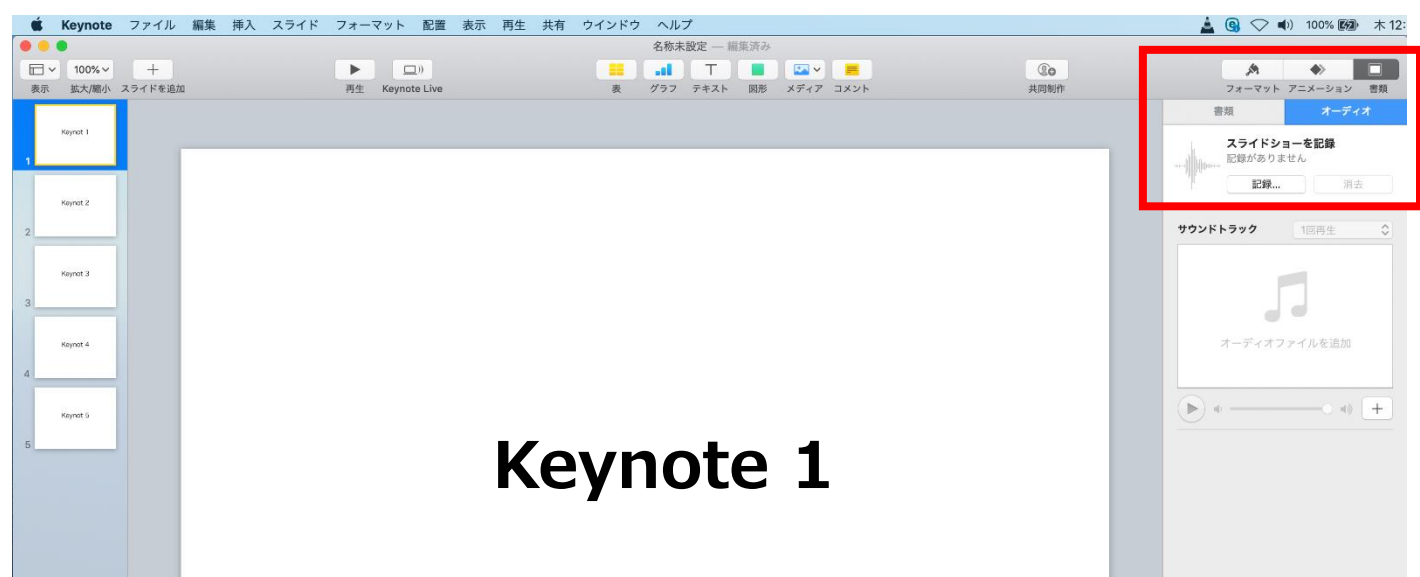 Keynote ファイル 編集 挿入 スライド フォーマット 配置 表示 再生 共有 ウインドウ ヘルプ 100% 木 12:
名称未設定 — 編集済み
100%
表示 拡大/縮小 スライドを追加 再生 Keynote Live 表 グラフ テキスト 図形 メディア コメント 共同制作 フォーマット アニメーション 書類
書類 オーディオ
スライドショーを記録
記録がありません
記録... 消去
サウンドトラック 1回再生
オーディオファイルを追加
Keynot 1
1
Keynot 2
2
Keynot 3
3
Keynot 4
4
Keynot 5
5
Keynote 1